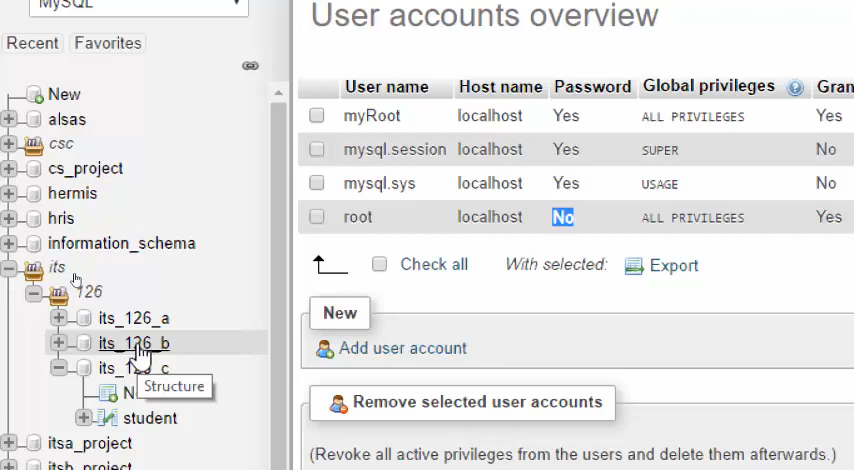 MySQL
Recent Favorites
New
alsas
csc
cs_project
hermis
hris
information_schema
its
126
its_126_a
its_126_b
Structure
student
itsa_project
itsb_project
User accounts overview
User name Host name Password Global privileges Gran
myRoot localhost Yes ALL PRIVILEGES Yes
mysql.session localhost Yes SUPER No
mysql.sys localhost Yes USAGE No
root localhost No ALL PRIVILEGES Yes
Check all With selected: Export
New
Add user account
Remove selected user accounts
(Revoke all active privileges from the users and delete them afterwards.)